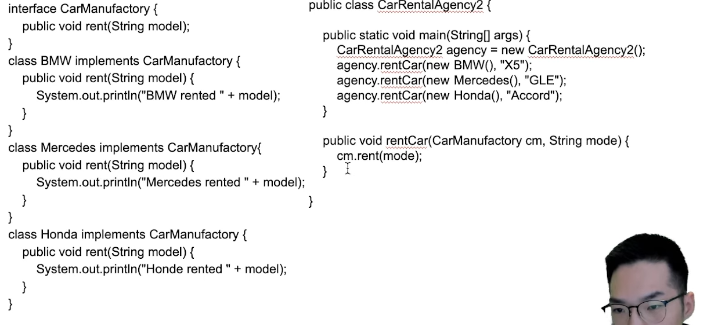 interface CarManufactory {
public void rent(String model);
}
class BMW implements CarManufactory {
public void rent(String model) {
System.out.println("BMW rented " + model);
}
}
class Mercedes implements CarManufactory{
public void rent(String model) {
System.out.println("Mercedes rented " + model);
}
}
class Honda implements CarManufactory {
public void rent(String model) {
System.out.println("Honde rented " + model);
}
}
public class CarRentalAgency2 {
public static void main(String[] args) {
CarRentalAgency2 agency = new CarRentalAgency2();
agency.rentCar(new BMW(), "X5");
agency.rentCar(new Mercedes(), "GLE");
agency.rentCar(new Honda(), "Accord");
}
public void rentCar(CarManufactory cm, String mode) {
cm.rent(mode);
}
}